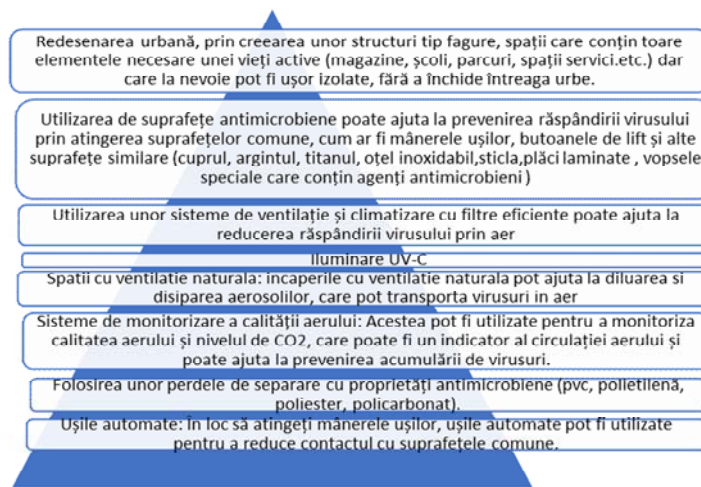 Redesenarea urbană, prin creearea unor structuri tip fagure, spații care conțin toare
elementele necesare unei vieți active (magazine, școli, parcuri, spații servici.etc.) dar
care la nevoie pot fi ușor izolate, fără a închide întreaga urbe.
Utilizarea de suprafețe antimicrobiene poate ajuta la prevenirea răspândirii virusului
prin atingerea suprafețelor comune, cum ar fi mânerele ușilor, butoanele de lift și alte
suprafețe similare (cuprul, argintul, titanul, oțel inoxidabil,sticla,plăci laminate , vopsele
speciale care conțin agenți antimicrobieni )
Utilizarea unor sisteme de ventilație și climatizare cu filtre eficiente poate ajuta la
reducerea răspândirii virusului prin aer
Iluminare UV-C
Spatii cu ventilatie naturala: incaperile cu ventilatie naturala pot ajuta la diluarea si
disiparea aerosolilor, care pot transporta virusuri in aer
Sisteme de monitorizare a calității aerului: Acestea pot fi utilizate pentru a monitoriza
calitatea aerului și nivelul de CO2, care poate fi un indicator al circulației aerului și
poate ajuta la prevenirea acumulării de virusuri.
Folosirea unor perdele de separare cu proprietăți antimicrobiene (pvc, polietilenă,
poliester, policarbonat).
Ușile automate: În loc să atingeți mânerele ușilor, ușile automate pot fi utilizate
pentru a reduce contactul cu suprafețele comune.